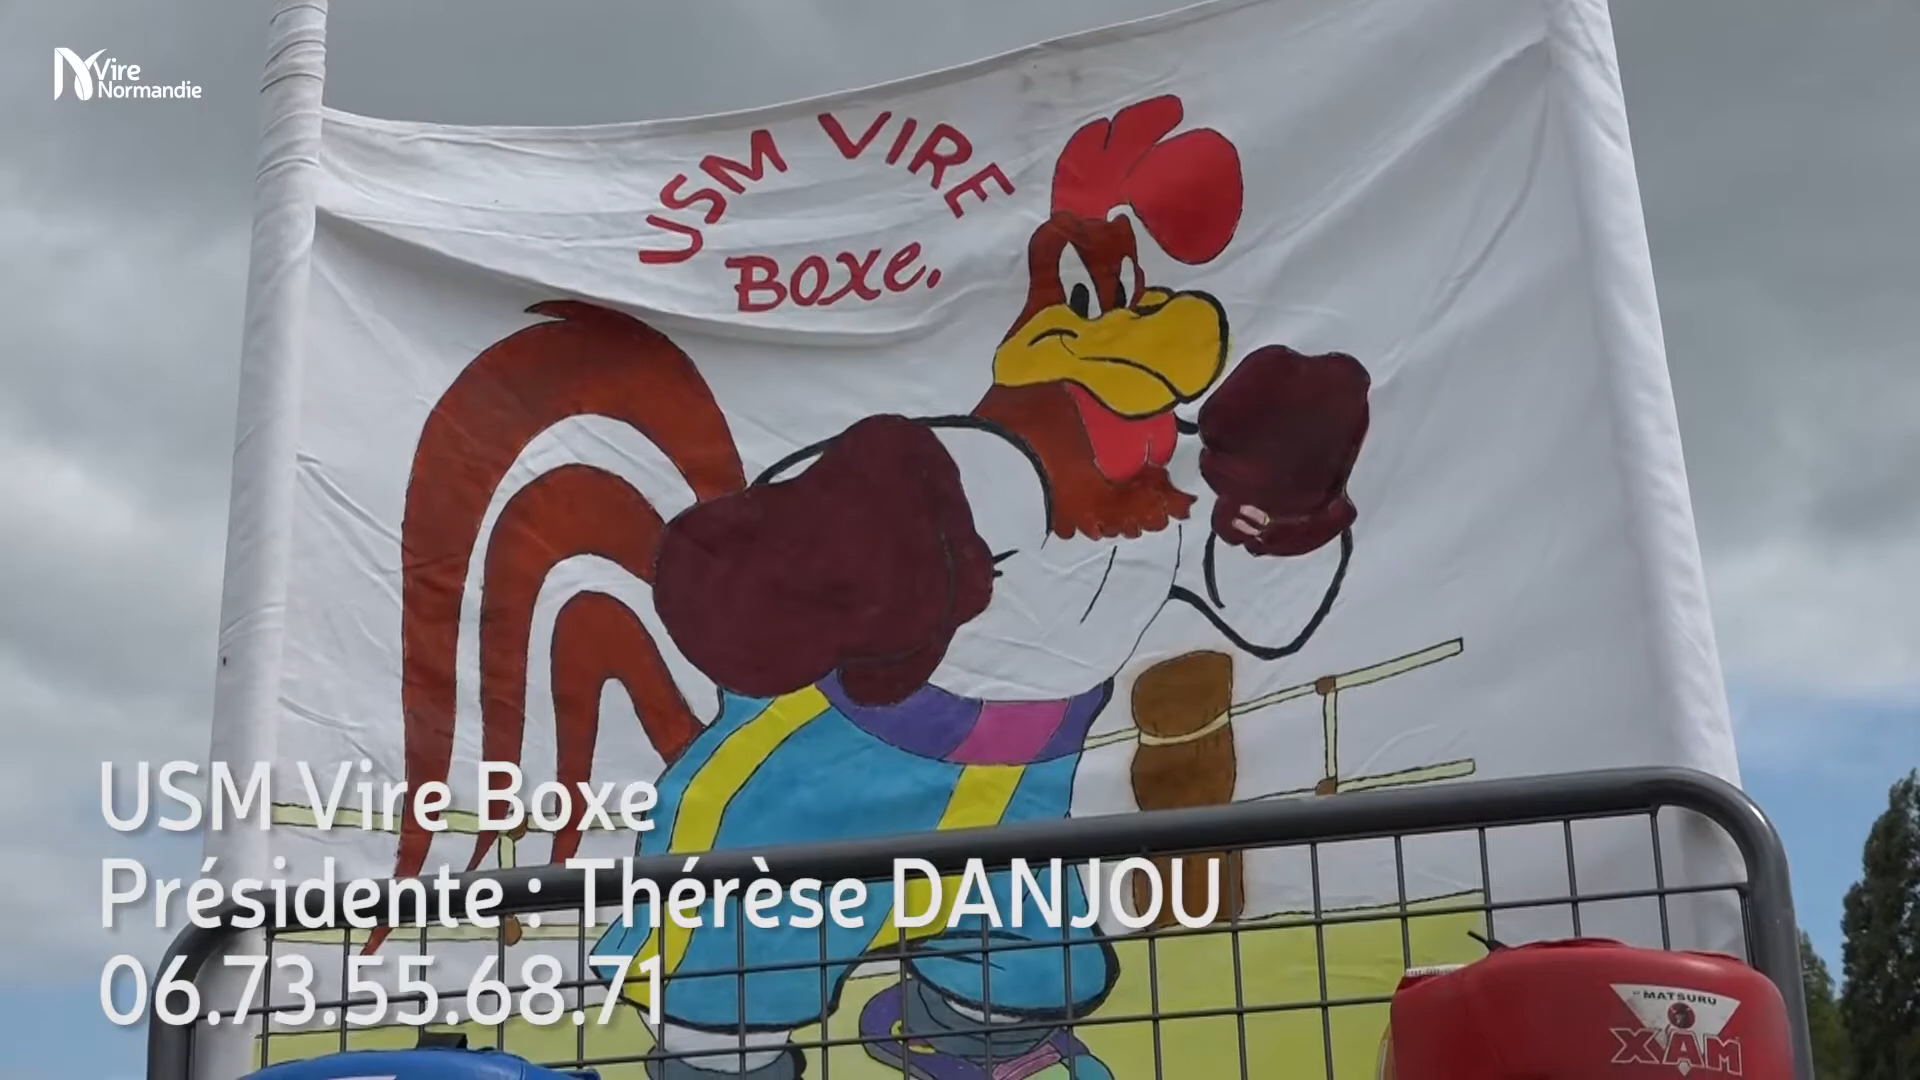 Vire
Normandie
USM VIRE
Boxe.
USM Vire Boxe
Présidente : Thérèse DANJOU
06.73.55.68.71
MATSURU
XAM